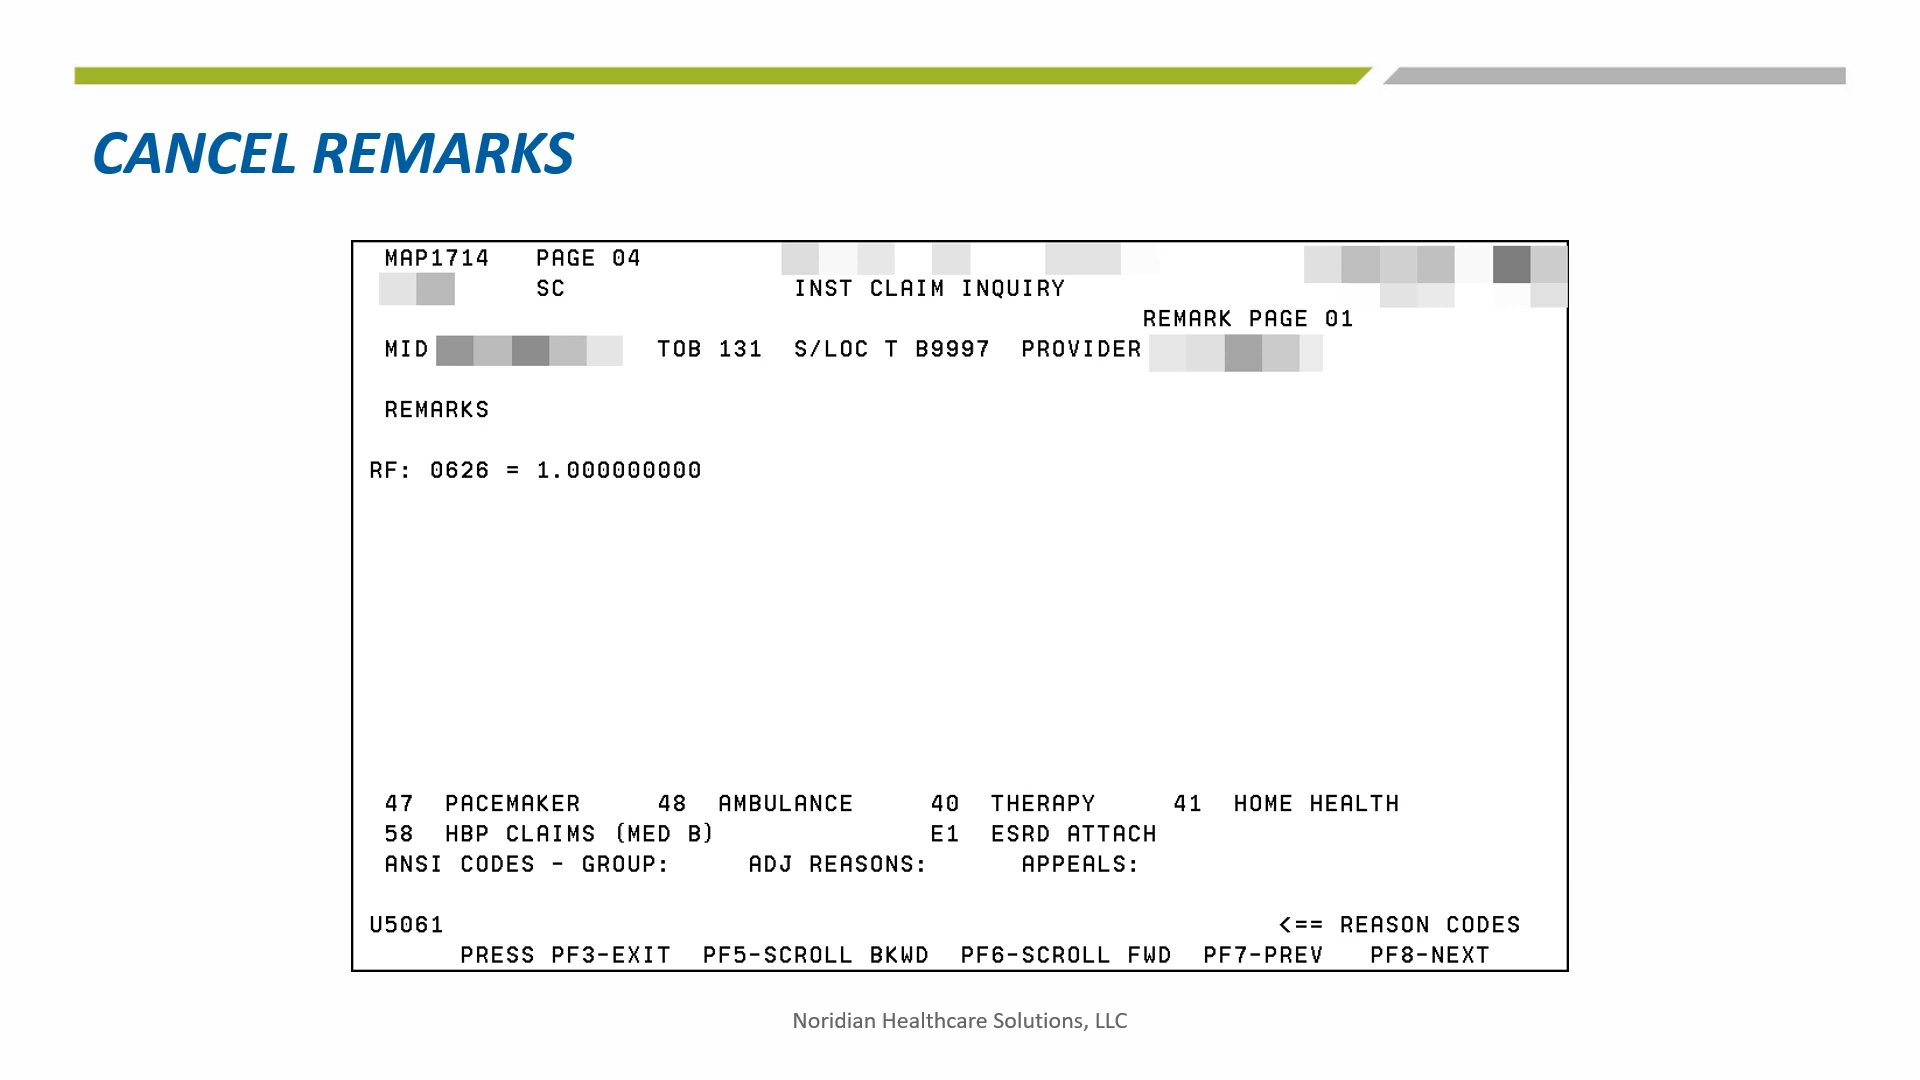 CANCEL REMARKS
MAP1714 PAGE 04
SC INST CLAIM INQUIRY
REMARK PAGE 01
MID TOB 131 S/LOC T B9997 PROVIDER
REMARKS
RF: 0626 = 1.000000000
47 PACEMAKER 48 AMBULANCE 40 THERAPY 41 HOME HEALTH
58 HBP CLAIMS (MED B) E1 ESRD ATTACH
ANSI CODES - GROUP: ADJ REASONS: APPEALS:
U5061 <== REASON CODES
PRESS PF3-EXIT PF5-SCROLL BKWD PF6-SCROLL FWD PF7-PREV PF8-NEXT
Noridian Healthcare Solutions, LLC